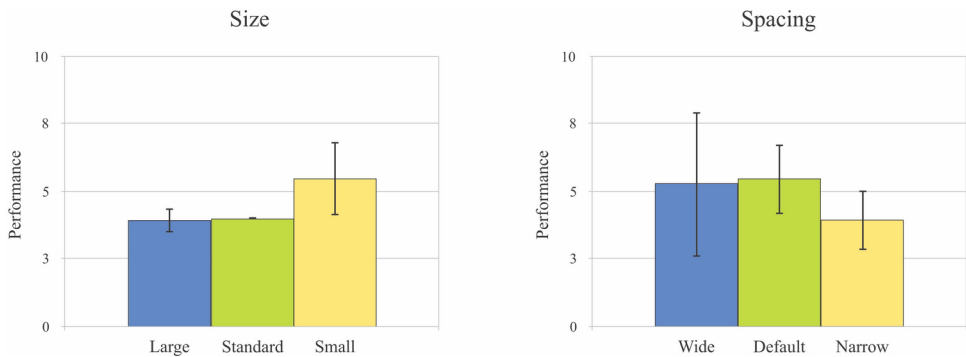 Size
10
8
5
3
0
Performance
Large Standard Small
Spacing
10
8
5
3
0
Performance
Wide Default Narrow